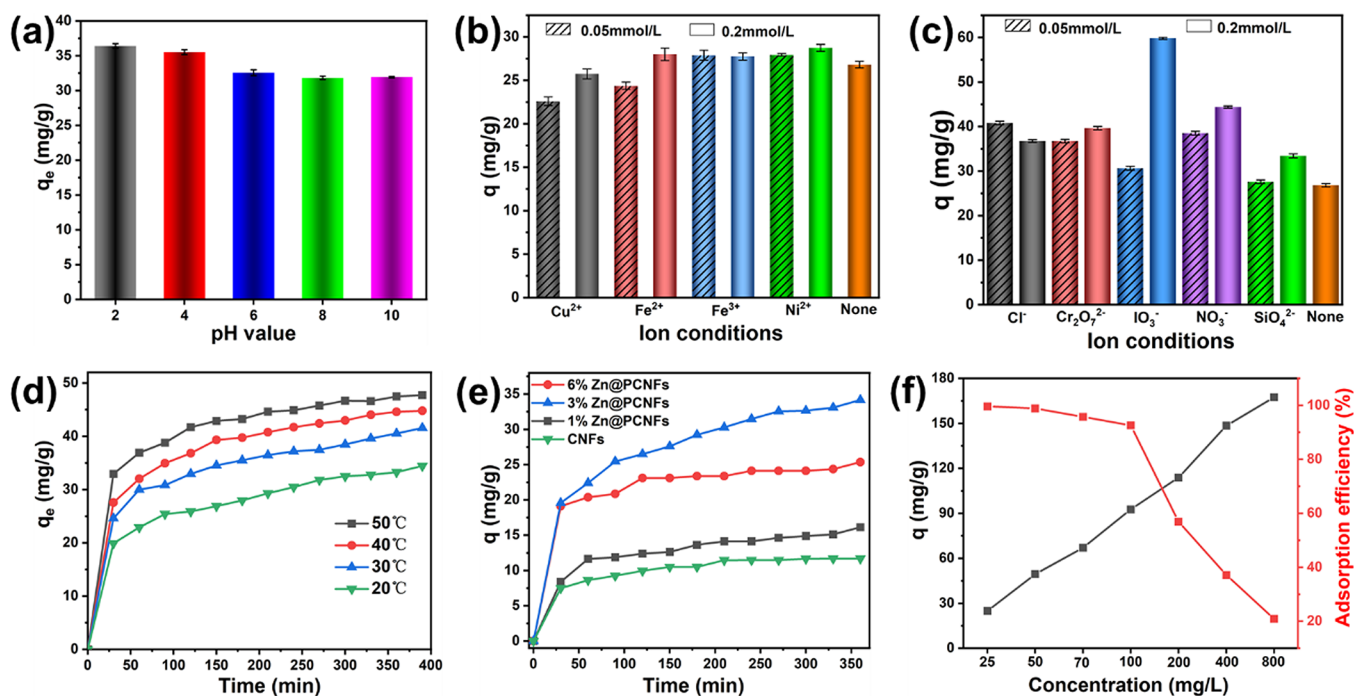 (a)
40
35
30
25
20
15
10
5
0
qₑ (mg/g)
2 4 6 8 10
pH value
(b)
0.05mmol/L 0.2mmol/L
30
25
20
15
10
5
0
q (mg/g)
Cu²⁺ Fe²⁺ Fe³⁺ Ni²⁺ None
Ion conditions
(c)
0.05mmol/L 0.2mmol/L
60
50
40
30
20
10
0
q (mg/g)
Cl⁻ Cr₂O₇²⁻ IO₃⁻ NO₃⁻ SiO₄²⁻ None
Ion conditions
(d)
50
40
30
20
10
0
qₑ (mg/g)
50℃
40℃
30℃
20℃
0 50 100 150 200 250 300 350 400
Time (min)
(e)
6% Zn@PCNFs
3% Zn@PCNFs
1% Zn@PCNFs
CNFs
35
30
25
20
15
10
5
0
q (mg/g)
0 50 100 150 200 250 300 350
Time (min)
(f)
180
150
120
90
60
30
0
q (mg/g)
100
80
60
40
20
Adsorption efficiency (%)
25 50 70 100 200 400 800
Concentration (mg/L)